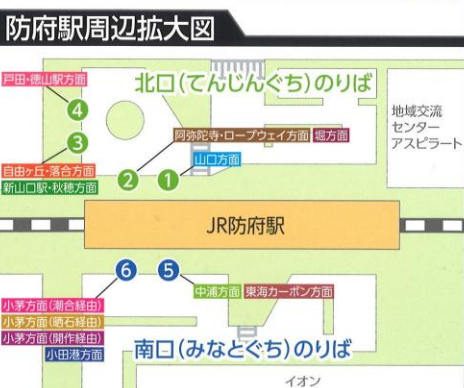 防府駅周辺拡大図
北口(てんじんぐち)のりば
戸田・徳山駅方面
4
3
自由ヶ丘・落合方面
新山口駅・秋穂方面
阿弥陀寺・ロープウェイ方面 堀方面
山口方面
2
1
地域交流
センター
アスピラート
JR防府駅
6
5
中浦方面 東海カーボン方面
小茅方面(潮合経由)
小茅方面(晒石経由)
小茅方面(開作経由)
小田港方面
南口(みなとぐち)のりば
イオン